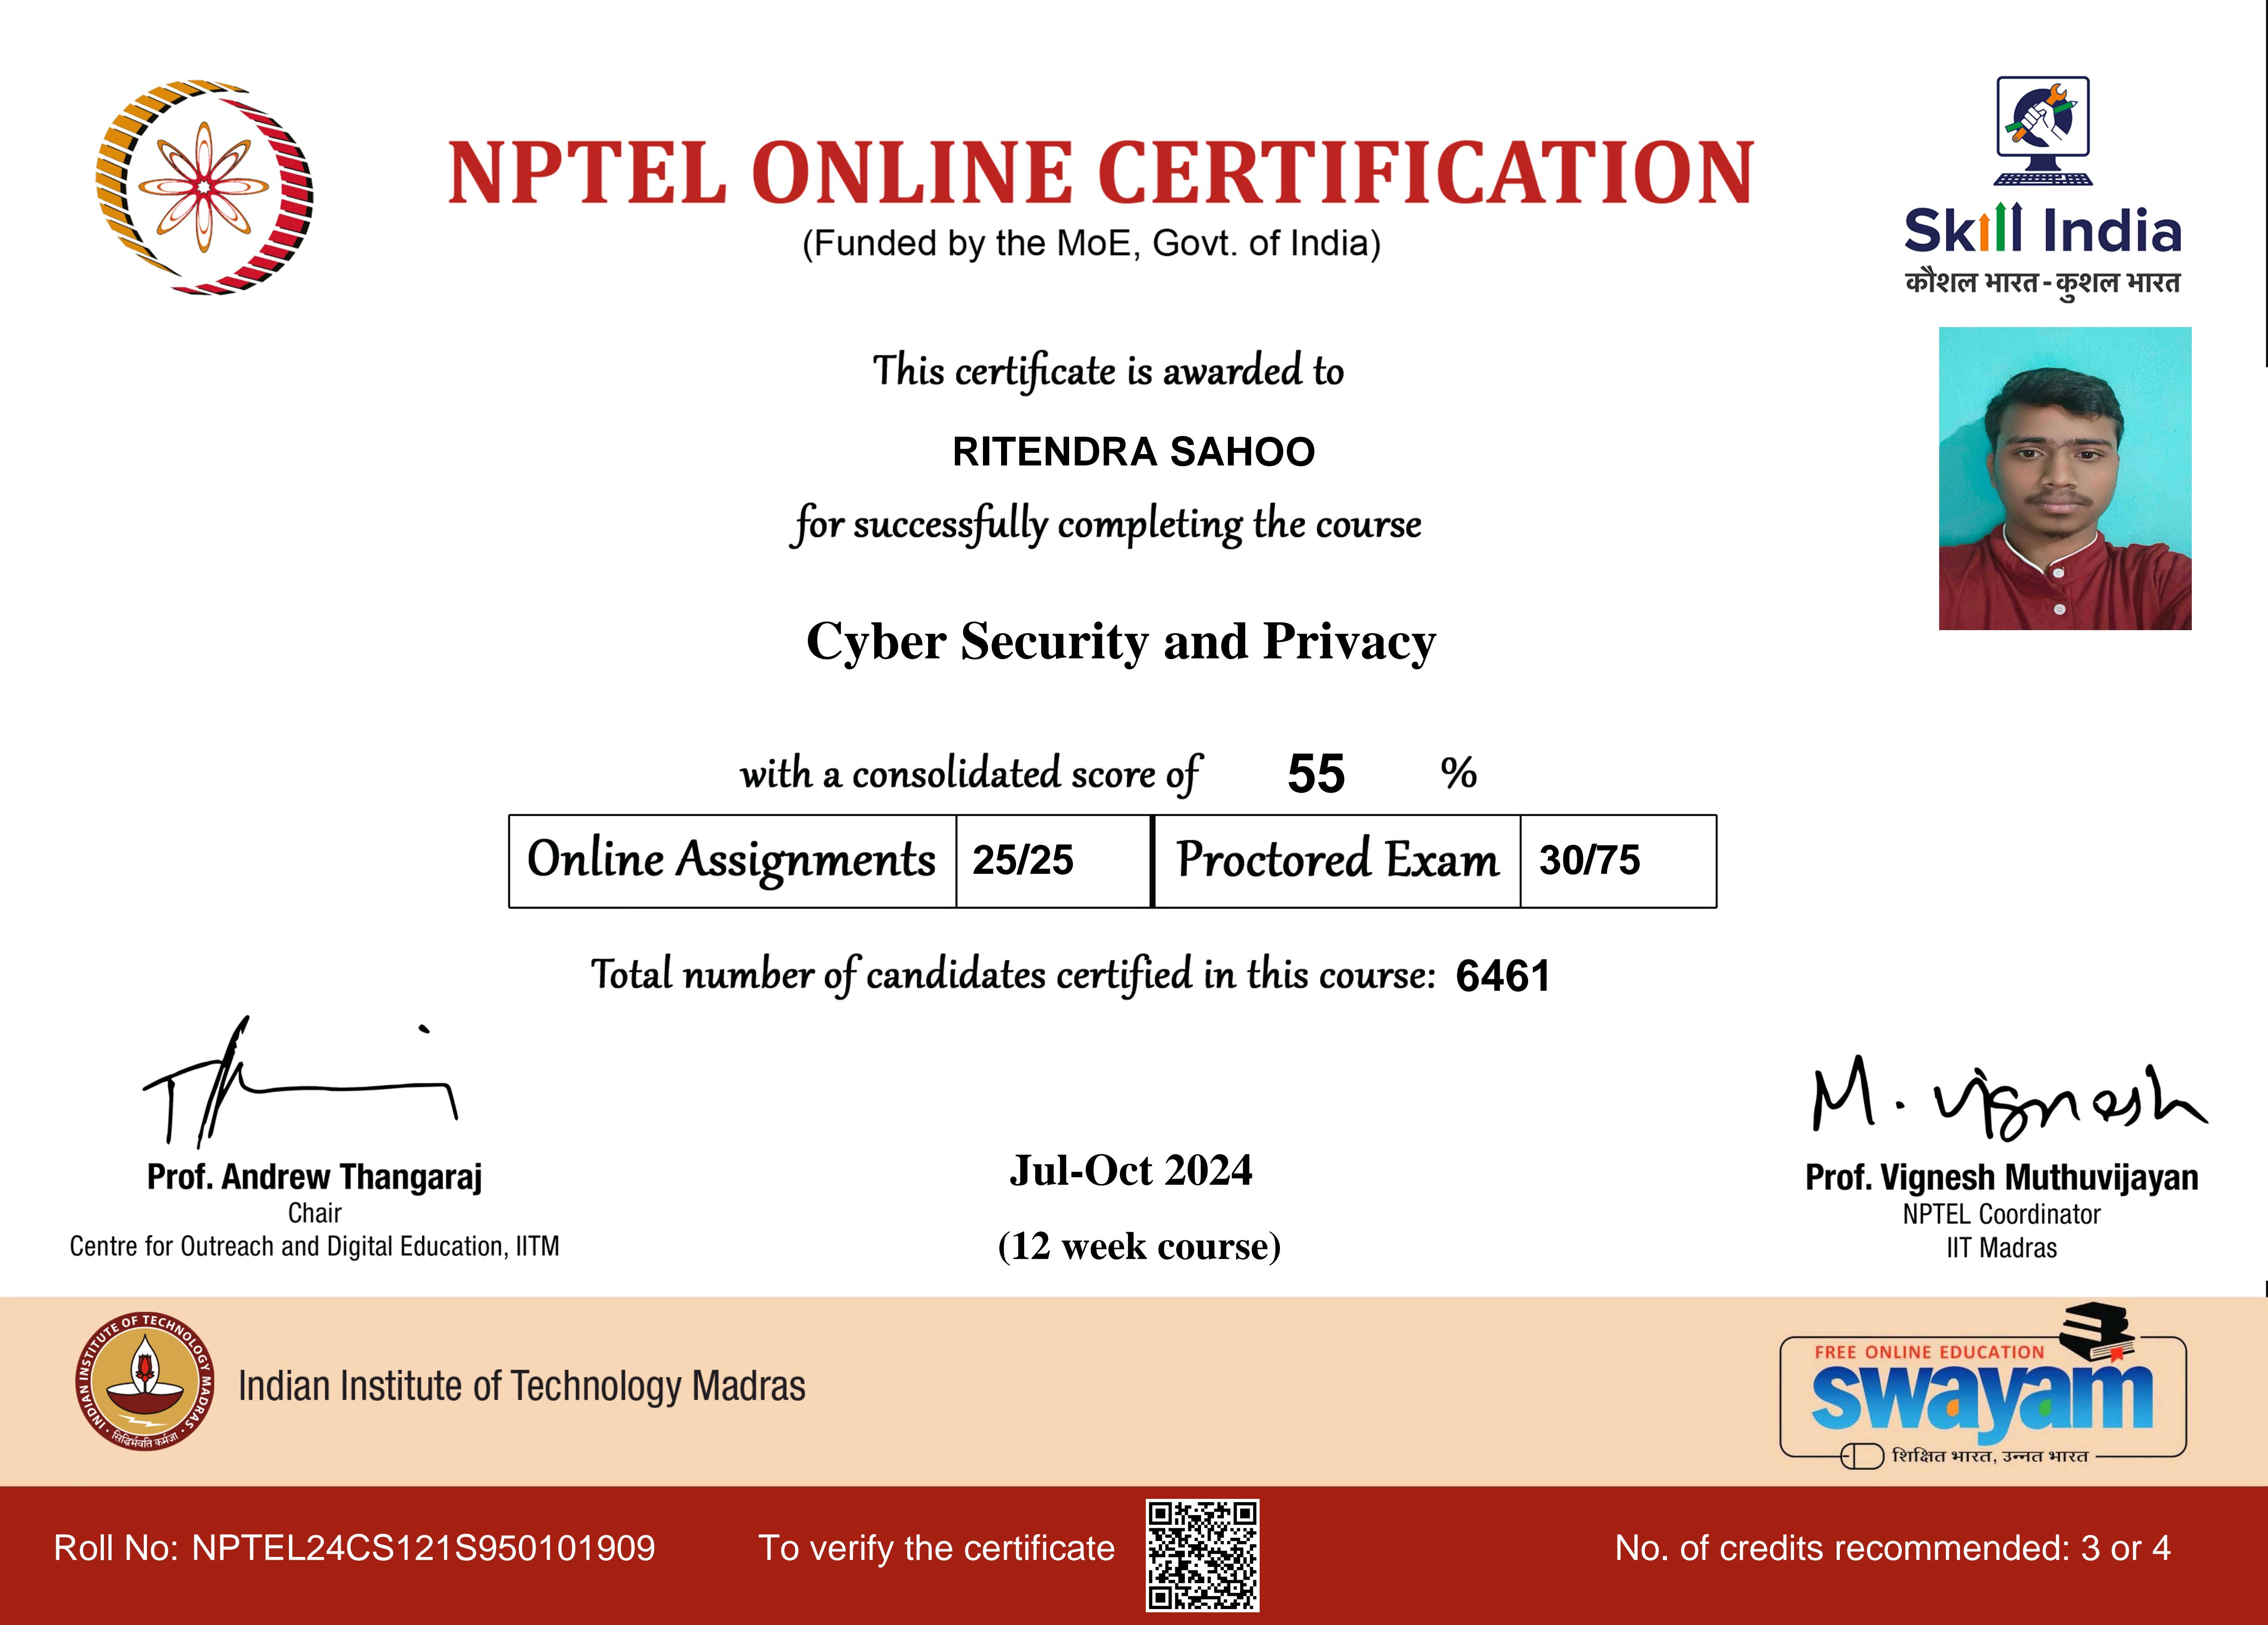 NPTEL ONLINE CERTIFICATION
(Funded by the MoE, Govt. of India)
Skill India
कौशल भारत - कुशल भारत
This certificate is awarded to
RITENDRA SAHOO
for successfully completing the course
Cyber Security and Privacy
with a consolidated score of 55 %
Online Assignments 25/25 Proctored Exam 30/75
Total number of candidates certified in this course: 6461
M. Vignesh
Prof. Andrew Thangaraj
Chair
Centre for Outreach and Digital Education, IITM
Jul-Oct 2024
(12 week course)
Prof. Vignesh Muthuvijayan
NPTEL Coordinator
IIT Madras
INDIAN INSTITUTE OF TECHNOLOGY MADRAS
सिद्धिर्भवति कर्मजा
Indian Institute of Technology Madras
FREE ONLINE EDUCATION
swayam
शिक्षित भारत, उन्नत भारत
Roll No: NPTEL24CS121S950101909
To verify the certificate
No. of credits recommended: 3 or 4